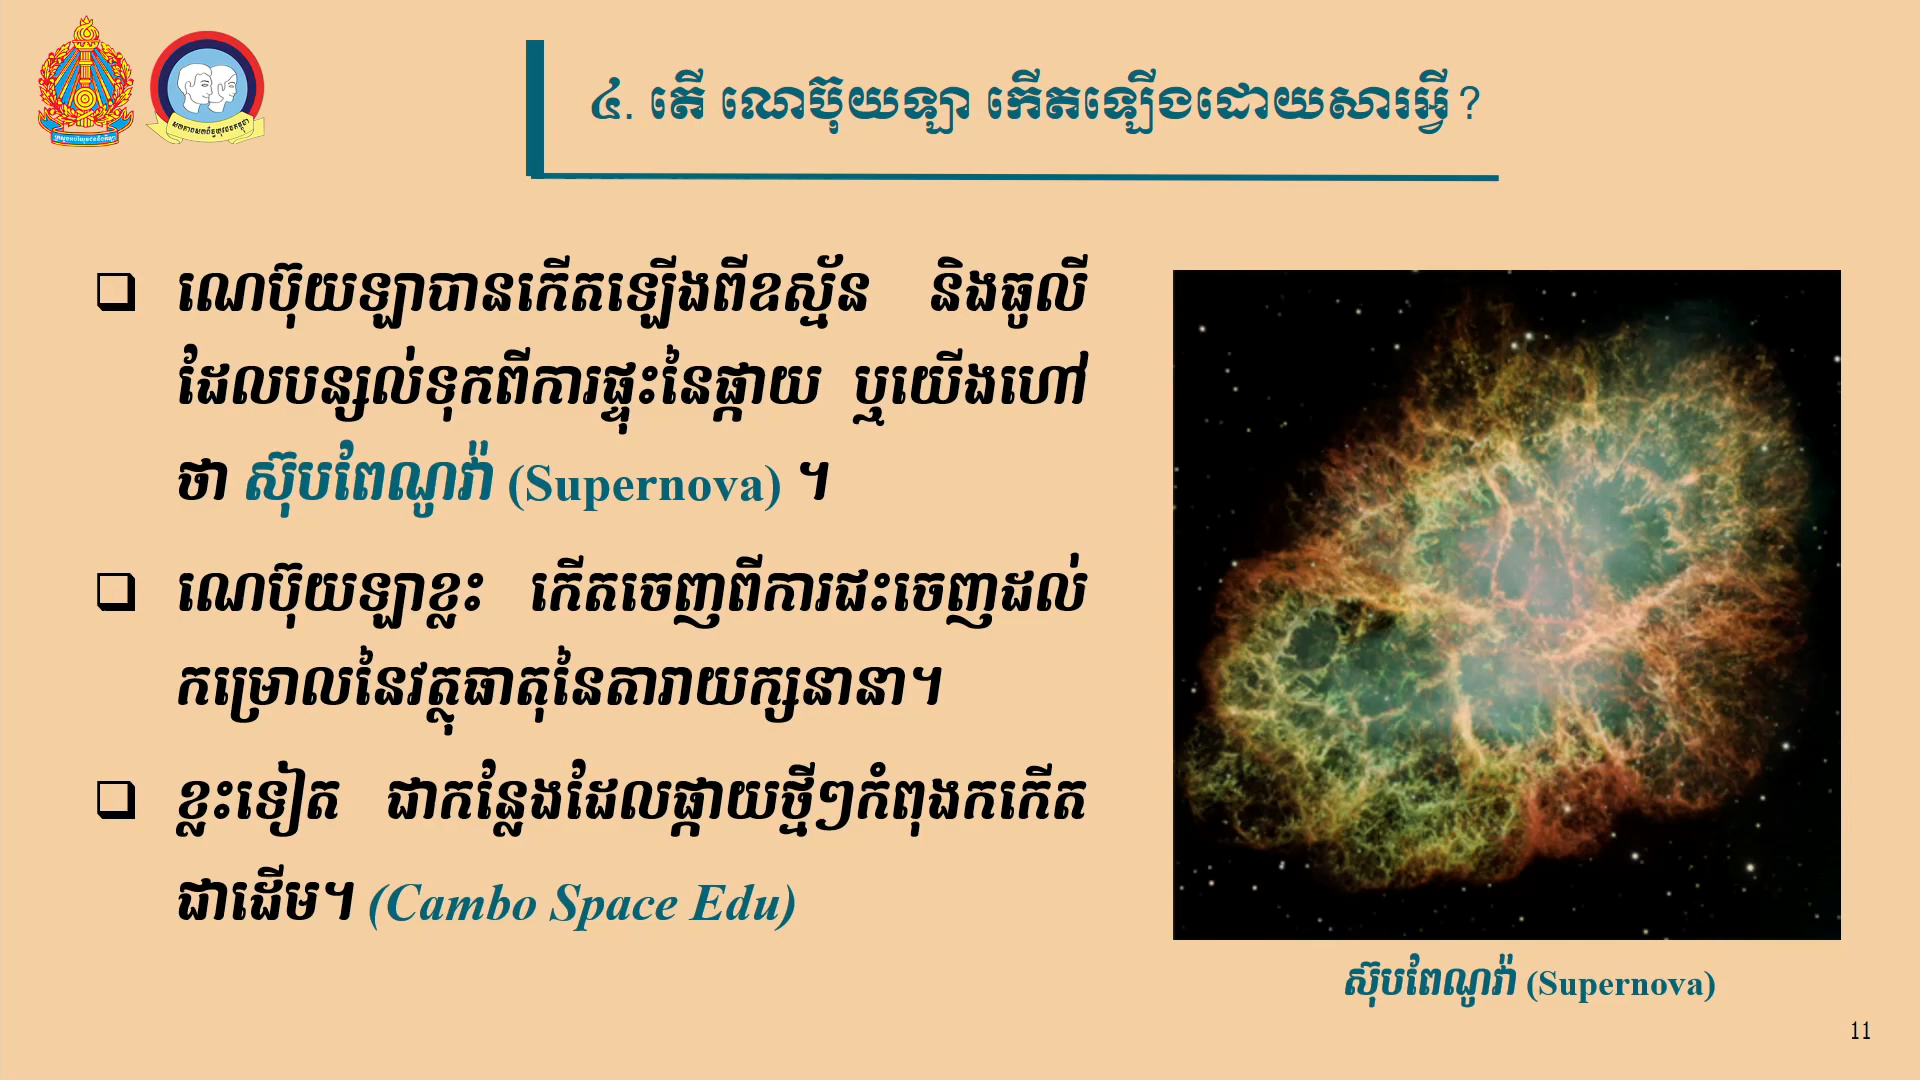 ៤. តើ ណេប៊ុយឡា កើតឡើងដោយសារអ្វី?
❑ ណេប៊ុយឡាបានកើតឡើងពីឧស្ម័ន និងធូលី
ដែលបន្សល់ទុកពីការផ្ទុះនៃផ្កាយ ឬយើងហៅ
ថា ស៊ុបពែណូវ៉ា (Supernova) ។
❑ ណេប៊ុយឡាខ្លះ កើតចេញពីការជះចេញដល់
កម្រោលនៃវត្ថុធាតុនៃតារាយក្សនានា។
❑ ខ្លះទៀត ជាកន្លែងដែលផ្កាយថ្មីៗកំពុងកកើត
ជាដើម។ (Cambo Space Edu)
ស៊ុបពែណូវ៉ា (Supernova)
11